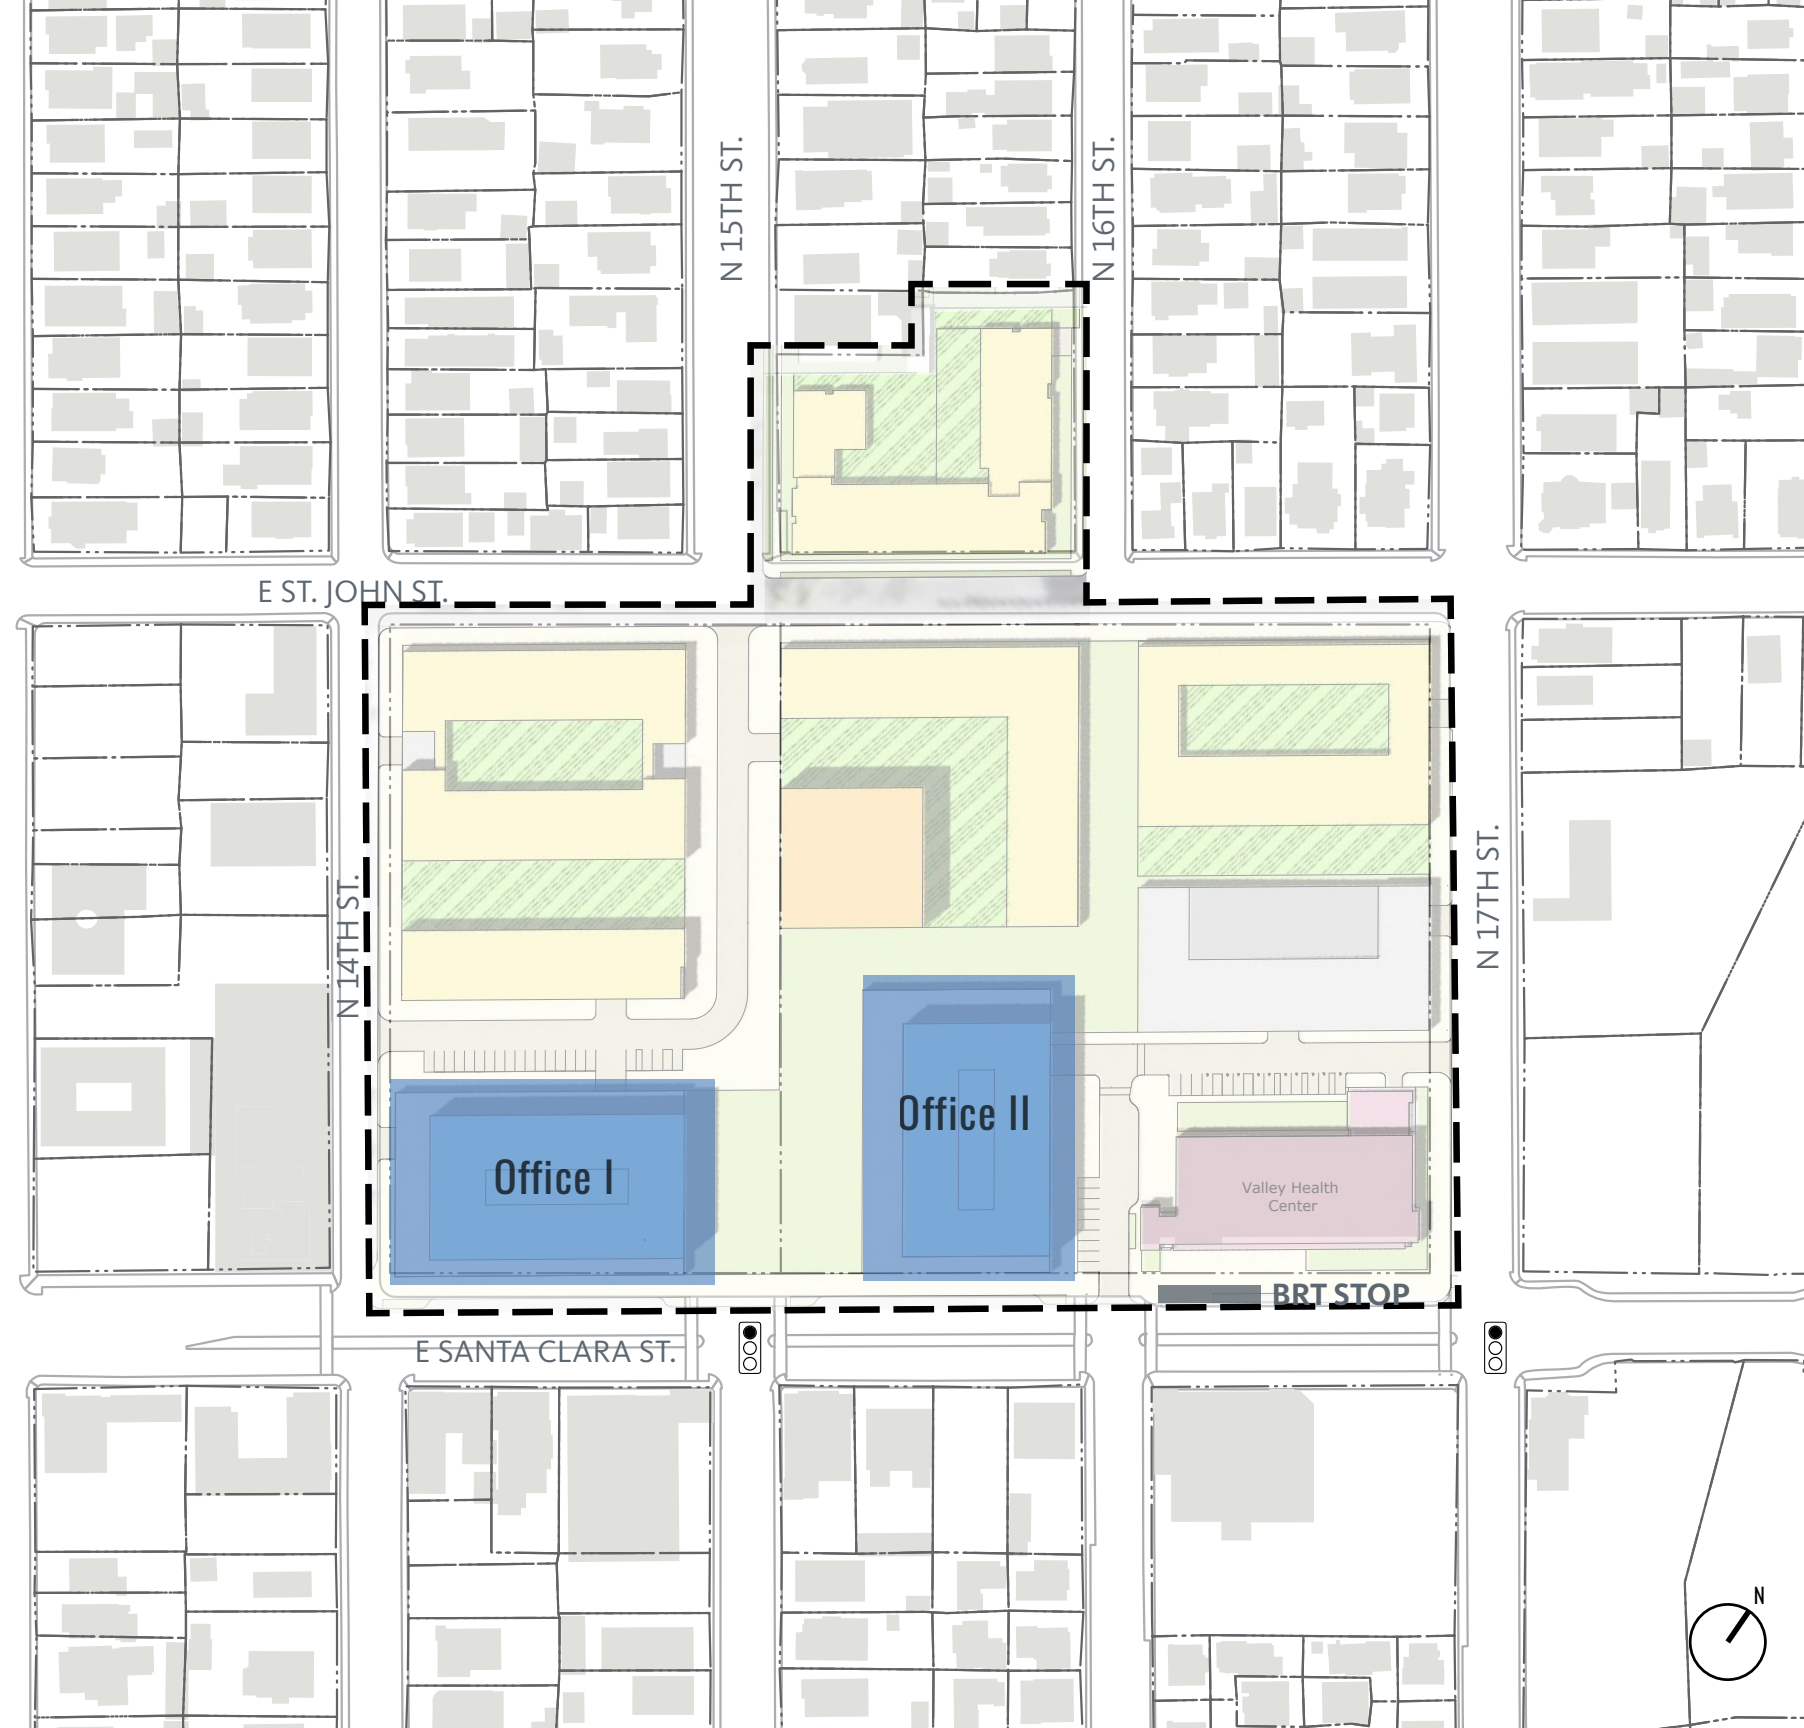 N 15TH ST.
N 16TH ST.
E ST. JOHN ST.
N 14TH ST.
N 17TH ST.
Office I
Office II
Valley Health
Center
BRT STOP
E SANTA CLARA ST.
N